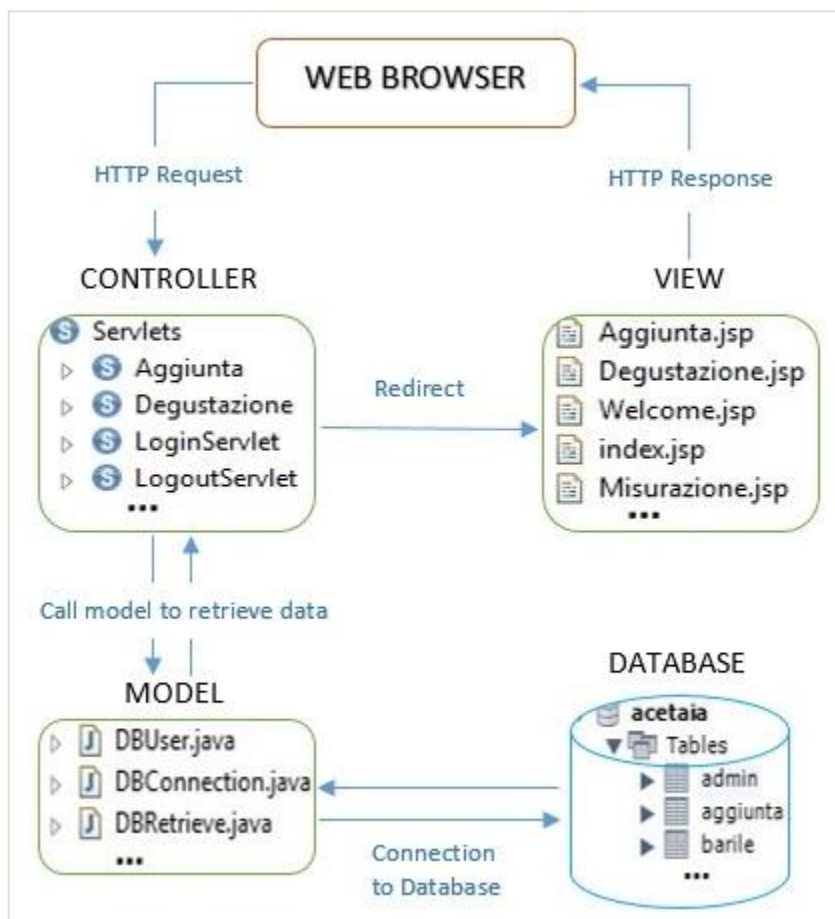 WEB BROWSER
HTTP Request
HTTP Response
CONTROLLER
Servlets
Aggiunta
Degustazione
LoginServlet
LogoutServlet
...
Redirect
VIEW
Aggiunta.jsp
Degustazione.jsp
Welcome.jsp
index.jsp
Misurazione.jsp
...
Call model to retrieve data
MODEL
DBUser.java
DBConnection.java
DBRetrieve.java
...
Connection
to Database
DATABASE
acetaia
Tables
admin
aggiunta
barile
...